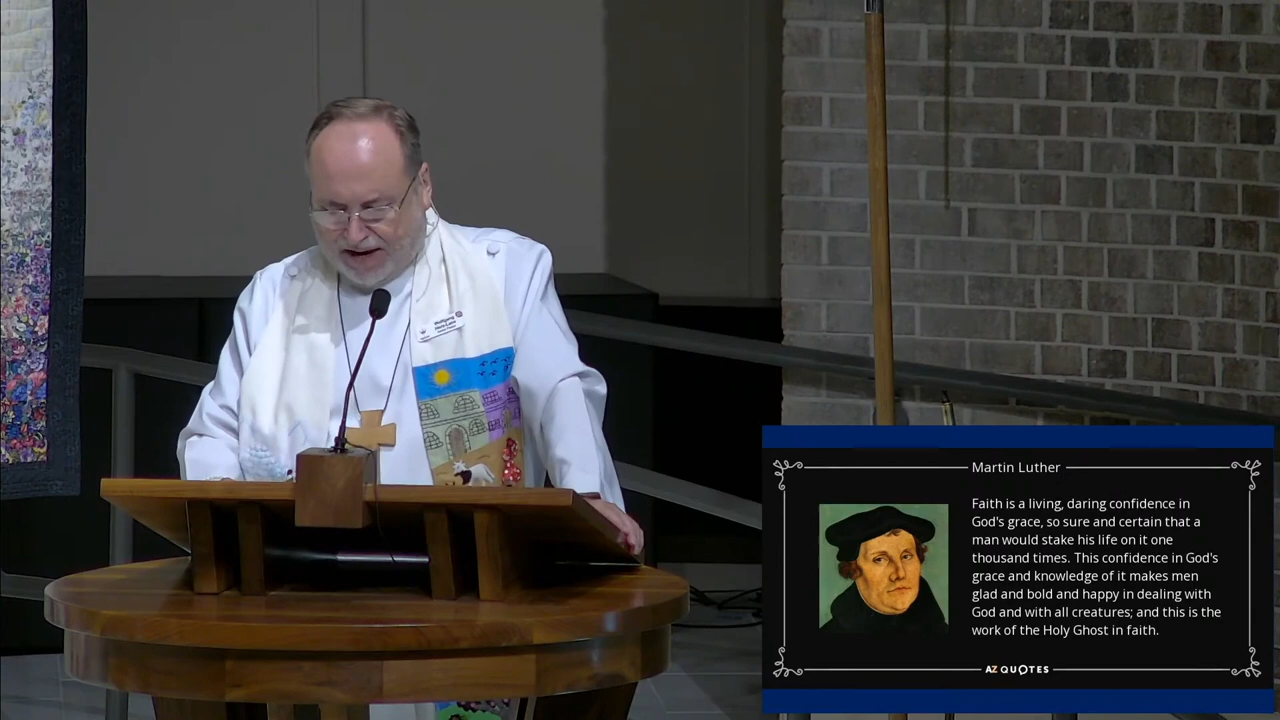 Wolfgang
Martin Luther
Faith is a living, daring confidence in
God's grace, so sure and certain that a
man would stake his life on it one
thousand times. This confidence in God's
grace and knowledge of it makes men
glad and bold and happy in dealing with
God and with all creatures; and this is the
work of the Holy Ghost in faith.
AZ QUOTES